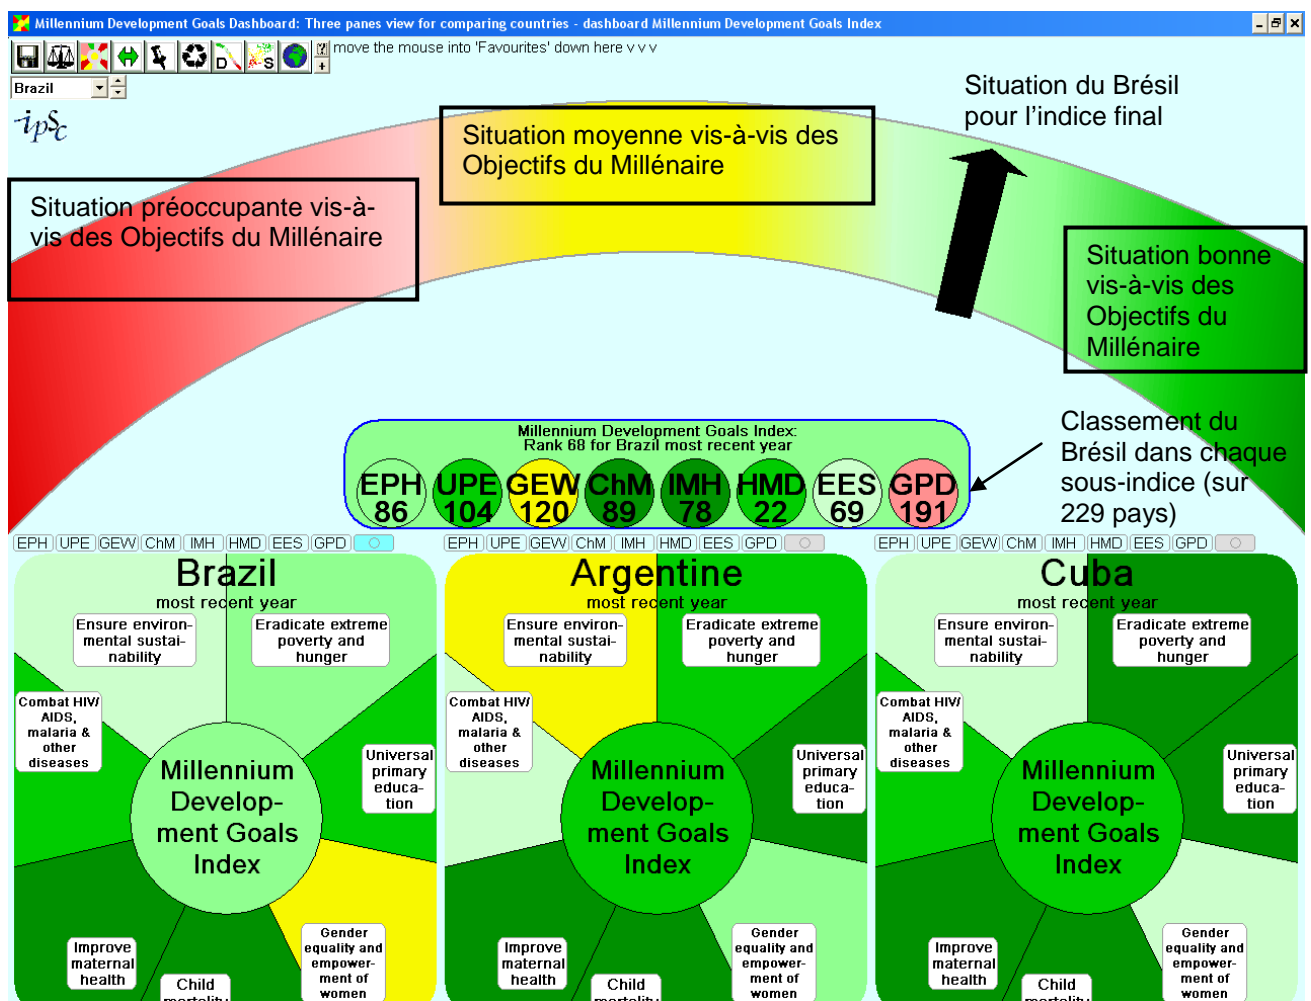 Millennium Development Goals Dashboard: Three panes view for comparing countries - dashboard Millennium Development Goals Index
D
S
?
+
move the mouse into 'Favourites' down here v v v
Brazil
ipsc
Situation du Brésil
pour l'indice final
Situation moyenne vis-à-vis des
Objectifs du Millénaire
Situation préoccupante vis-à-
vis des Objectifs du Millénaire
Situation bonne
vis-à-vis des
Objectifs du
Millénaire
Millennium Development Goals Index:
Rank 68 for Brazil most recent year
EPH UPE GEW ChM IMH HMD EES GPD
86 104 120 89 78 22 69 191
Classement du
Brésil dans chaque
sous-indice (sur
229 pays)
EPH UPE GEW ChM IMH HMD EES GPD
Brazil
most recent year
Ensure environ-
mental sustai-
nability
Eradicate extreme
poverty and
hunger
Combat HIV/
AIDS,
malaria &
other
diseases
Universal
primary
educa-
tion
Millennium
Develop-
ment Goals
Index
Improve
maternal
health
Child
mortality
Gender
equality and
empower-
ment of
women
EPH UPE GEW ChM IMH HMD EES GPD
Argentine
most recent year
Ensure environ-
mental sustai-
nability
Eradicate extreme
poverty and
hunger
Combat HIV/
AIDS,
malaria &
other
diseases
Universal
primary
educa-
tion
Millennium
Develop-
ment Goals
Index
Improve
maternal
health
Child
mortality
Gender
equality and
empower-
ment of
women
EPH UPE GEW ChM IMH HMD EES GPD
Cuba
most recent year
Ensure environ-
mental sustai-
nability
Eradicate extreme
poverty and
hunger
Combat HIV/
AIDS,
malaria &
other
diseases
Universal
primary
educa-
tion
Millennium
Develop-
ment Goals
Index
Improve
maternal
health
Child
mortality
Gender
equality and
empower-
ment of
women